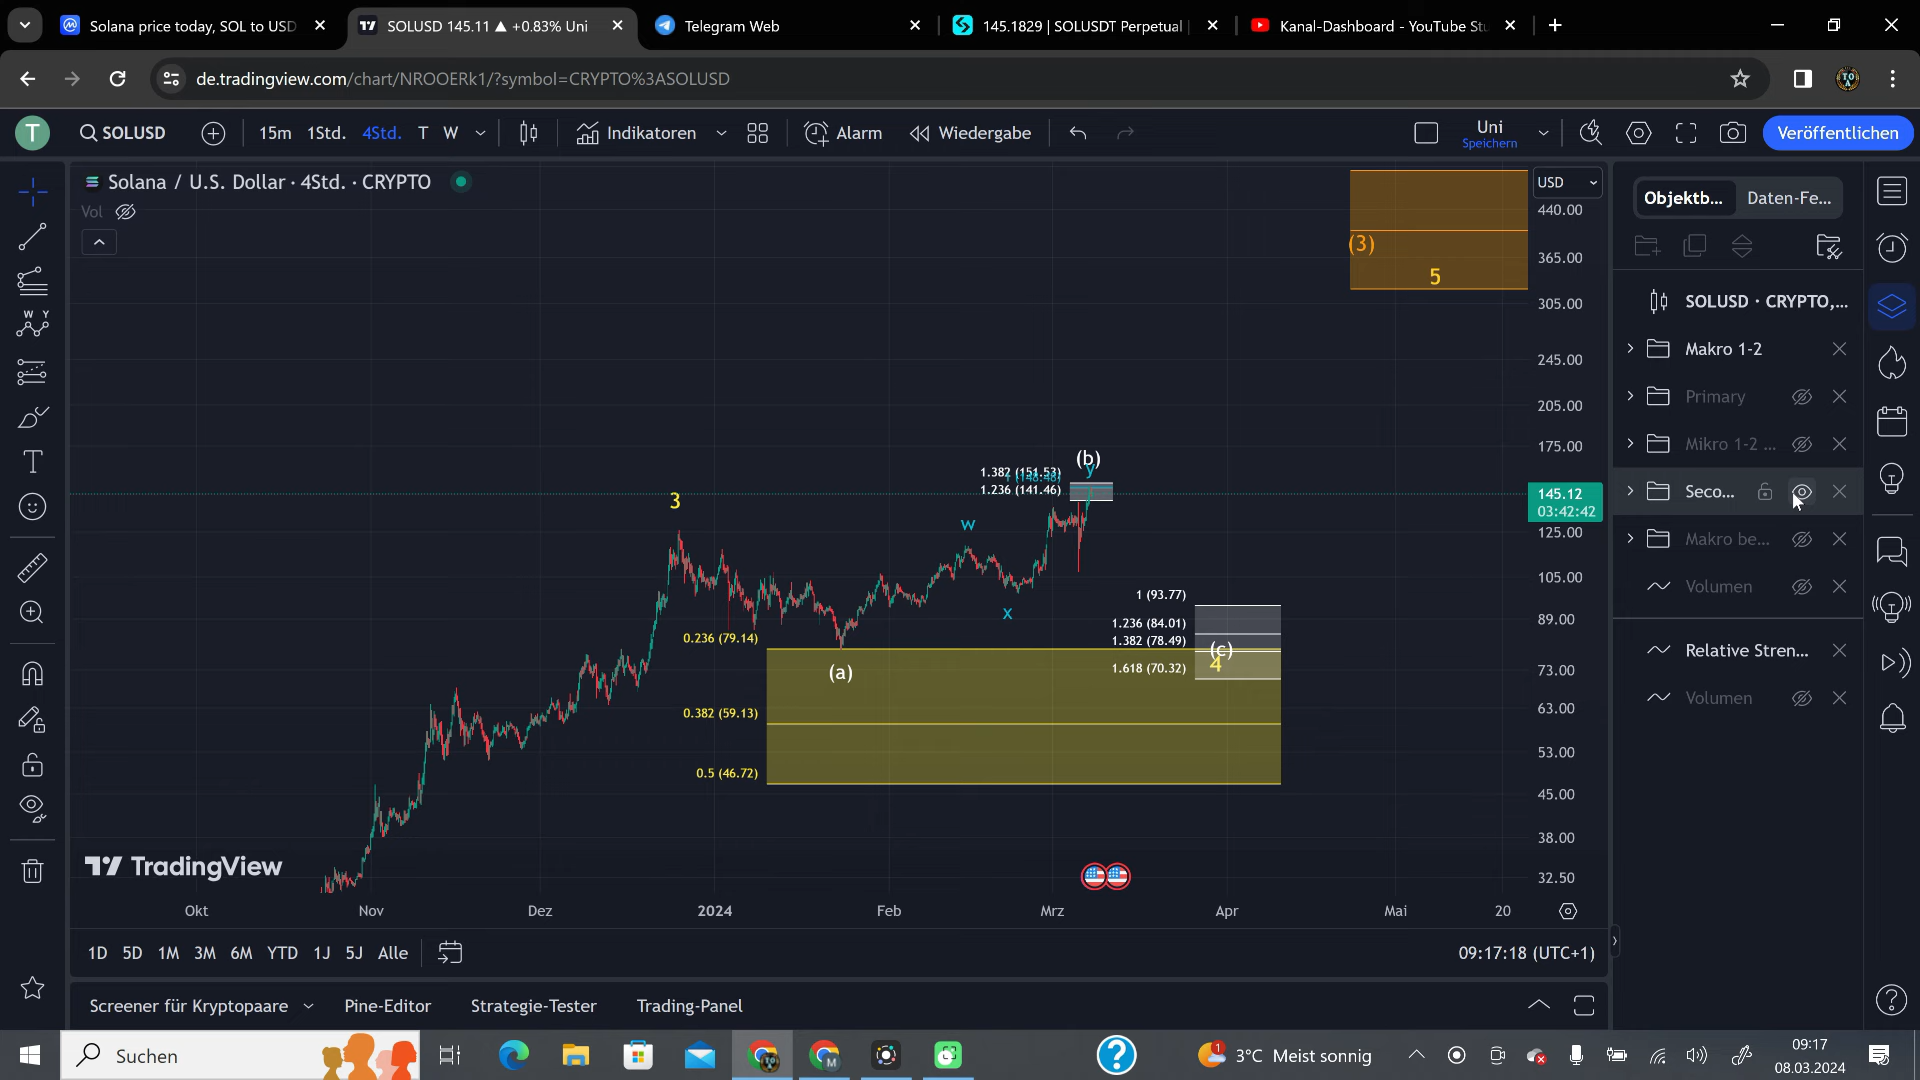 Solana price today, SOL to USD
SOLUSD 145.11 ▲ +0.83% Uni
Telegram Web
145.1829 | SOLUSDT Perpetual |
Kanal-Dashboard - YouTube Stu
de.tradingview.com/chart/NROOERk1/?symbol=CRYPTO%3ASOLUSD
T
SOLUSD
15m 1Std. 4Std. T W
Indikatoren
Alarm
Wiedergabe
Uni
Speichern
Veröffentlichen
Solana / U.S. Dollar · 4Std. · CRYPTO
Vol
USD
440.00
365.00
305.00
245.00
205.00
175.00
145.12
03:42:42
125.00
105.00
89.00
73.00
63.00
53.00
45.00
38.00
32.50
(3)
5
3
(b)
y
1.382 (151.53)
1.236 (141.46)
w
x
1 (93.77)
1.236 (84.01)
1.382 (78.49)
1.618 (70.32)
(c)
4
0.236 (79.14)
(a)
0.382 (59.13)
0.5 (46.72)
TradingView
Okt Nov Dez 2024 Feb Mrz Apr Mai 20
1D 5D 1M 3M 6M YTD 1J 5J Alle
09:17:18 (UTC+1)
Screener für Kryptopaare
Pine-Editor
Strategie-Tester
Trading-Panel
Objektb...
Daten-Fe...
SOLUSD · CRYPTO,...
Makro 1-2
Primary
Mikro 1-2 ...
Seco...
Makro be...
Volumen
Relative Stren...
Volumen
W Y
Suchen
M
1
3°C Meist sonnig
09:17
08.03.2024